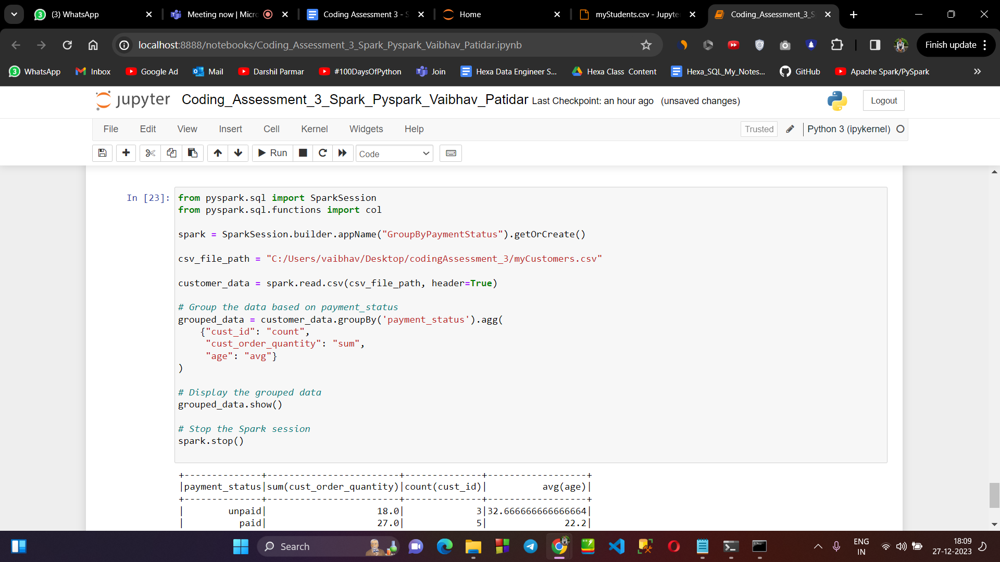 (3) WhatsApp
Meeting now | Micro
Coding Assessment 3 - S
Home
myStudents.csv - Jupyter
Coding_Assessment_3_S
localhost:8888/notebooks/Coding_Assessment_3_Spark_Pyspark_Vaibhav_Patidar.ipynb
Finish update
3 WhatsApp
Inbox
Google Ad
Mail
Darshil Parmar
#100DaysOfPython
Join
Hexa Data Engineer S...
Hexa Class Content
Hexa_SQL_My_Notes...
GitHub
Apache Spark/PySpark
jupyter Coding_Assessment_3_Spark_Pyspark_Vaibhav_Patidar Last Checkpoint: an hour ago (unsaved changes)
Logout
File Edit View Insert Cell Kernel Widgets Help
Trusted
Python 3 (ipykernel)
Run
Code
In [23]:
from pyspark.sql import SparkSession
from pyspark.sql.functions import col
spark = SparkSession.builder.appName("GroupByPaymentStatus").getOrCreate()
csv_file_path = "C:/Users/vaibhav/Desktop/codingAssessment_3/myCustomers.csv"
customer_data = spark.read.csv(csv_file_path, header=True)
# Group the data based on payment_status
grouped_data = customer_data.groupBy('payment_status').agg(
    {"cust_id": "count",
     "cust_order_quantity": "sum",
     "age": "avg"}
)
# Display the grouped data
grouped_data.show()
# Stop the Spark session
spark.stop()
+--------------+------------------------+--------------+------------------+
|payment_status|sum(cust_order_quantity)|count(cust_id)|          avg(age)|
+--------------+------------------------+--------------+------------------+
|        unpaid|                    18.0|             3|32.666666666666664|
|          paid|                    27.0|             5|              22.2|
Search
ENG
IN
18:09
27-12-2023